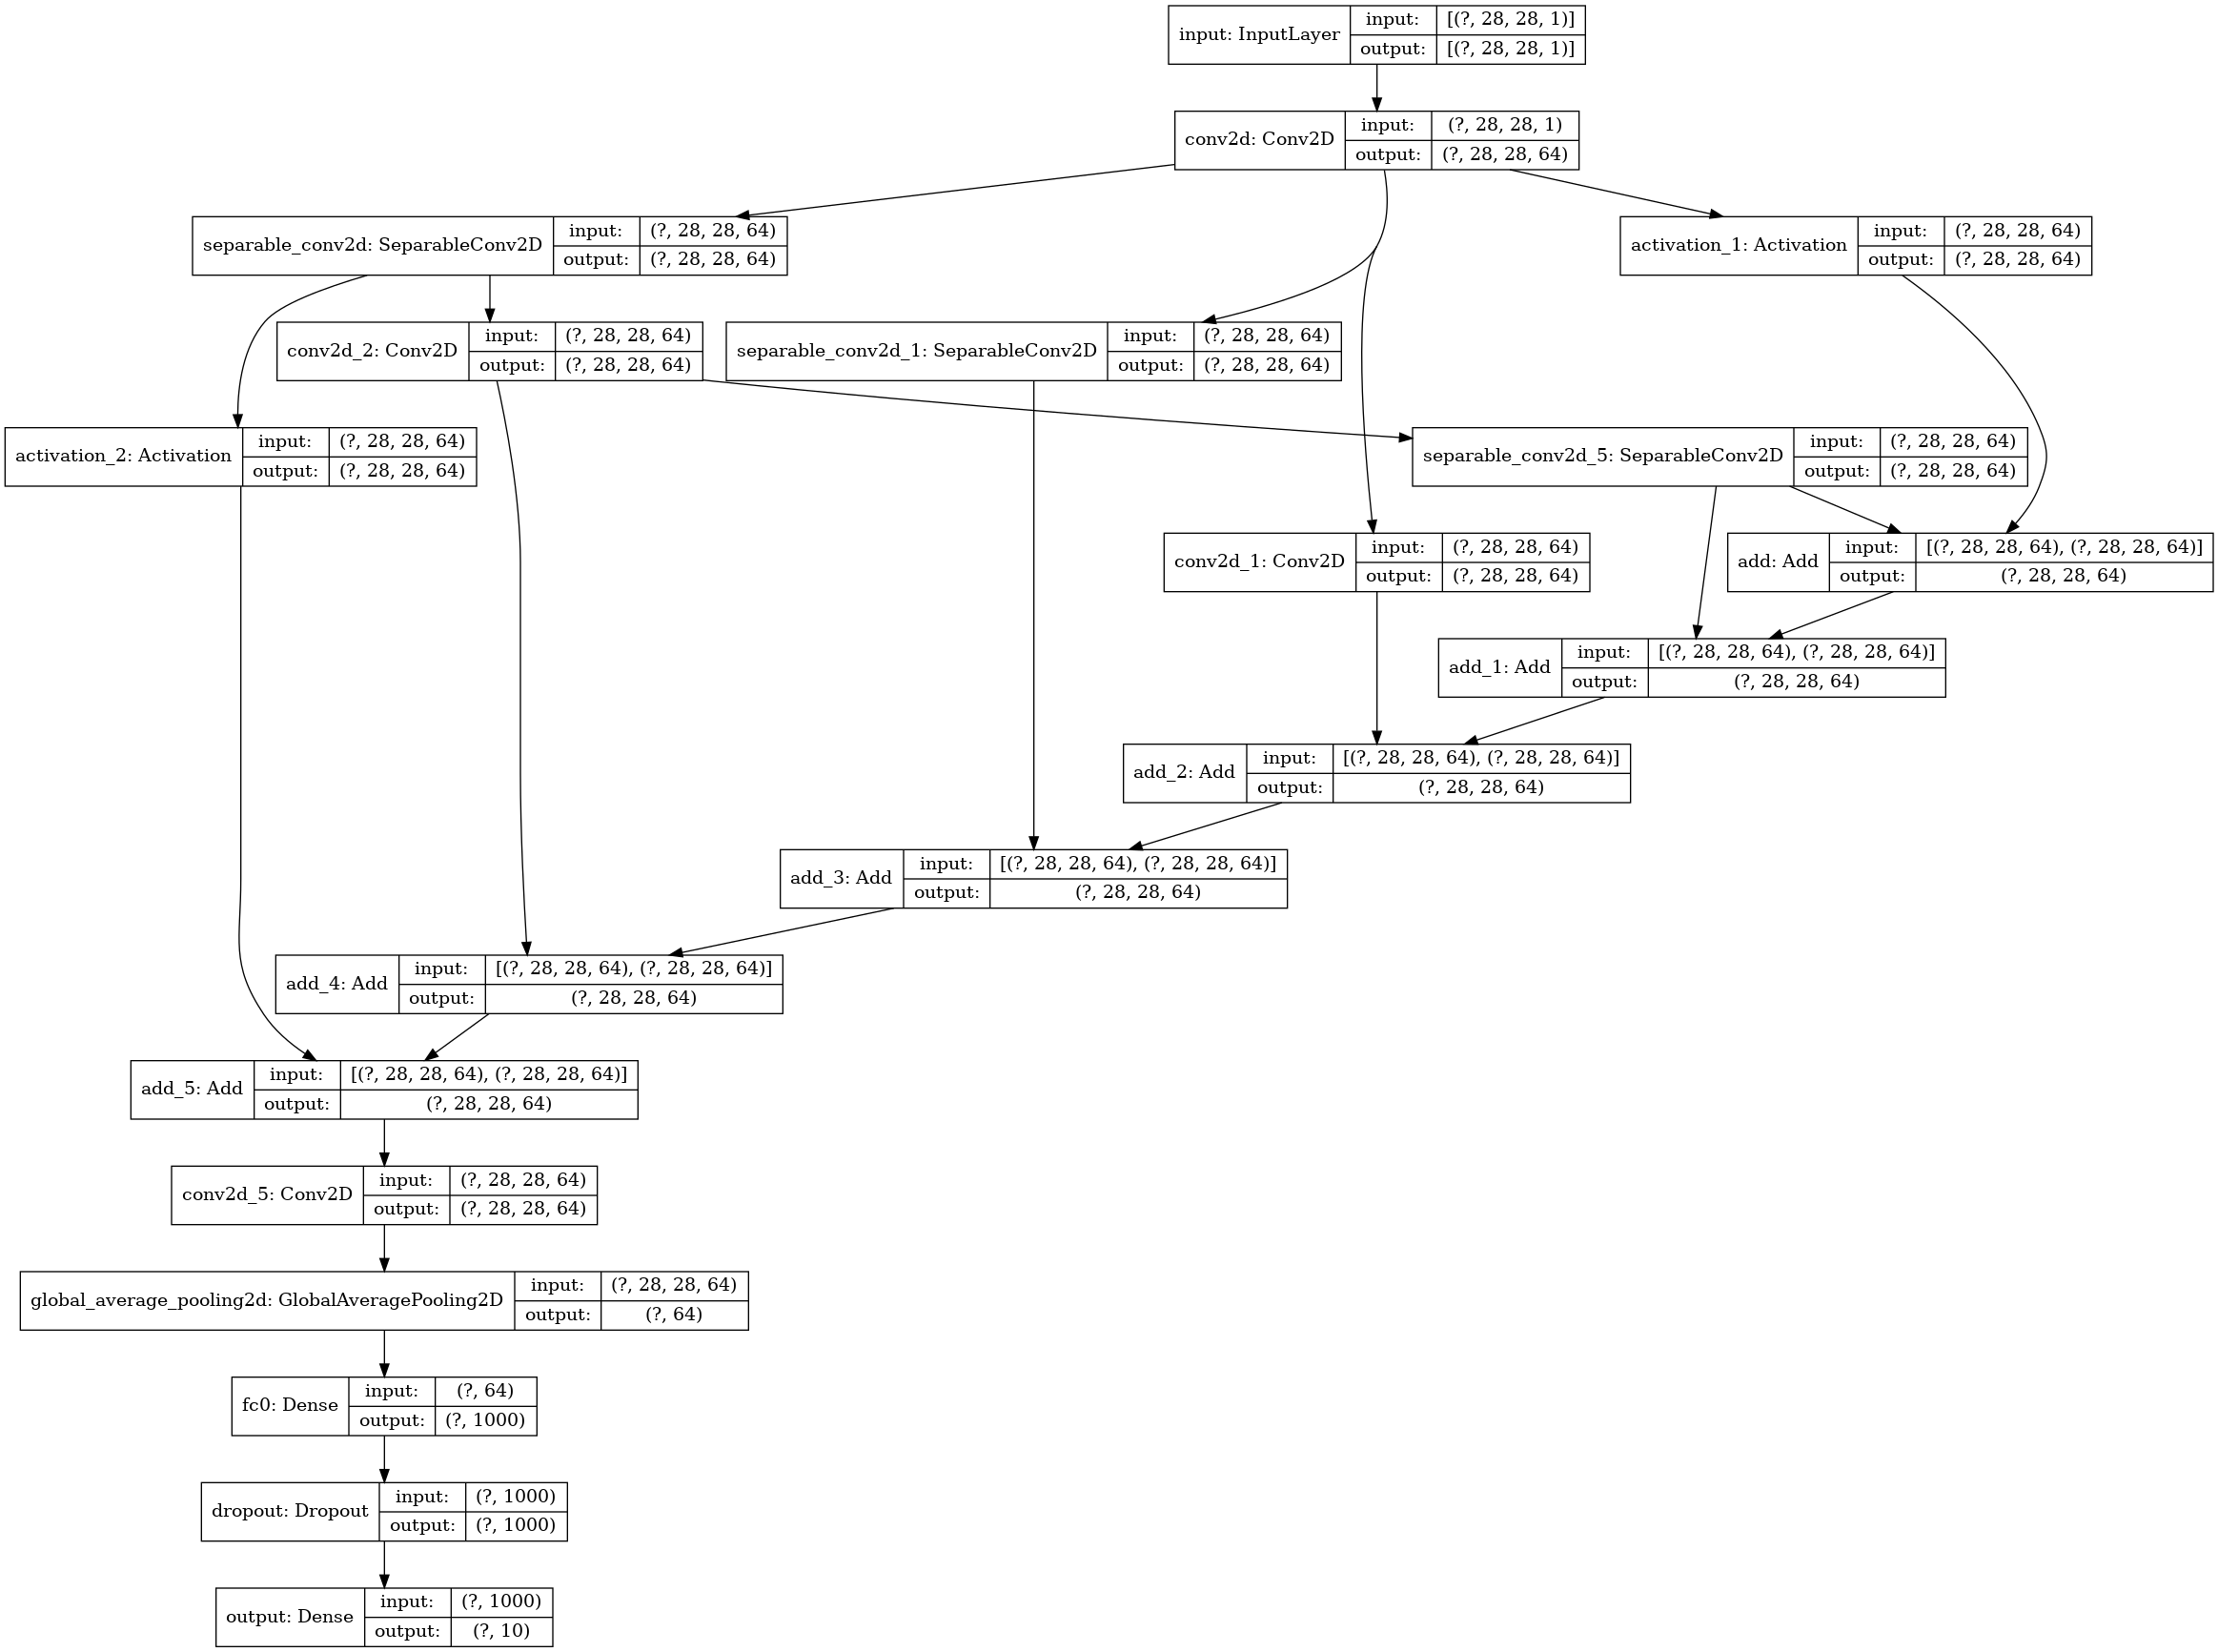 input: InputLayer
input:
[(?, 28, 28, 1)]
output:
[(?, 28, 28, 1)]
conv2d: Conv2D
input:
(?, 28, 28, 1)
output:
(?, 28, 28, 64)
separable_conv2d: SeparableConv2D
input:
(?, 28, 28, 64)
output:
(?, 28, 28, 64)
activation_1: Activation
input:
(?, 28, 28, 64)
output:
(?, 28, 28, 64)
conv2d_2: Conv2D
input:
(?, 28, 28, 64)
output:
(?, 28, 28, 64)
separable_conv2d_1: SeparableConv2D
input:
(?, 28, 28, 64)
output:
(?, 28, 28, 64)
activation_2: Activation
input:
(?, 28, 28, 64)
output:
(?, 28, 28, 64)
separable_conv2d_5: SeparableConv2D
input:
(?, 28, 28, 64)
output:
(?, 28, 28, 64)
conv2d_1: Conv2D
input:
(?, 28, 28, 64)
output:
(?, 28, 28, 64)
add: Add
input:
[(?, 28, 28, 64), (?, 28, 28, 64)]
output:
(?, 28, 28, 64)
add_1: Add
input:
[(?, 28, 28, 64), (?, 28, 28, 64)]
output:
(?, 28, 28, 64)
add_2: Add
input:
[(?, 28, 28, 64), (?, 28, 28, 64)]
output:
(?, 28, 28, 64)
add_3: Add
input:
[(?, 28, 28, 64), (?, 28, 28, 64)]
output:
(?, 28, 28, 64)
add_4: Add
input:
[(?, 28, 28, 64), (?, 28, 28, 64)]
output:
(?, 28, 28, 64)
add_5: Add
input:
[(?, 28, 28, 64), (?, 28, 28, 64)]
output:
(?, 28, 28, 64)
conv2d_5: Conv2D
input:
(?, 28, 28, 64)
output:
(?, 28, 28, 64)
global_average_pooling2d: GlobalAveragePooling2D
input:
(?, 28, 28, 64)
output:
(?, 64)
fc0: Dense
input:
(?, 64)
output:
(?, 1000)
dropout: Dropout
input:
(?, 1000)
output:
(?, 1000)
output: Dense
input:
(?, 1000)
output:
(?, 10)